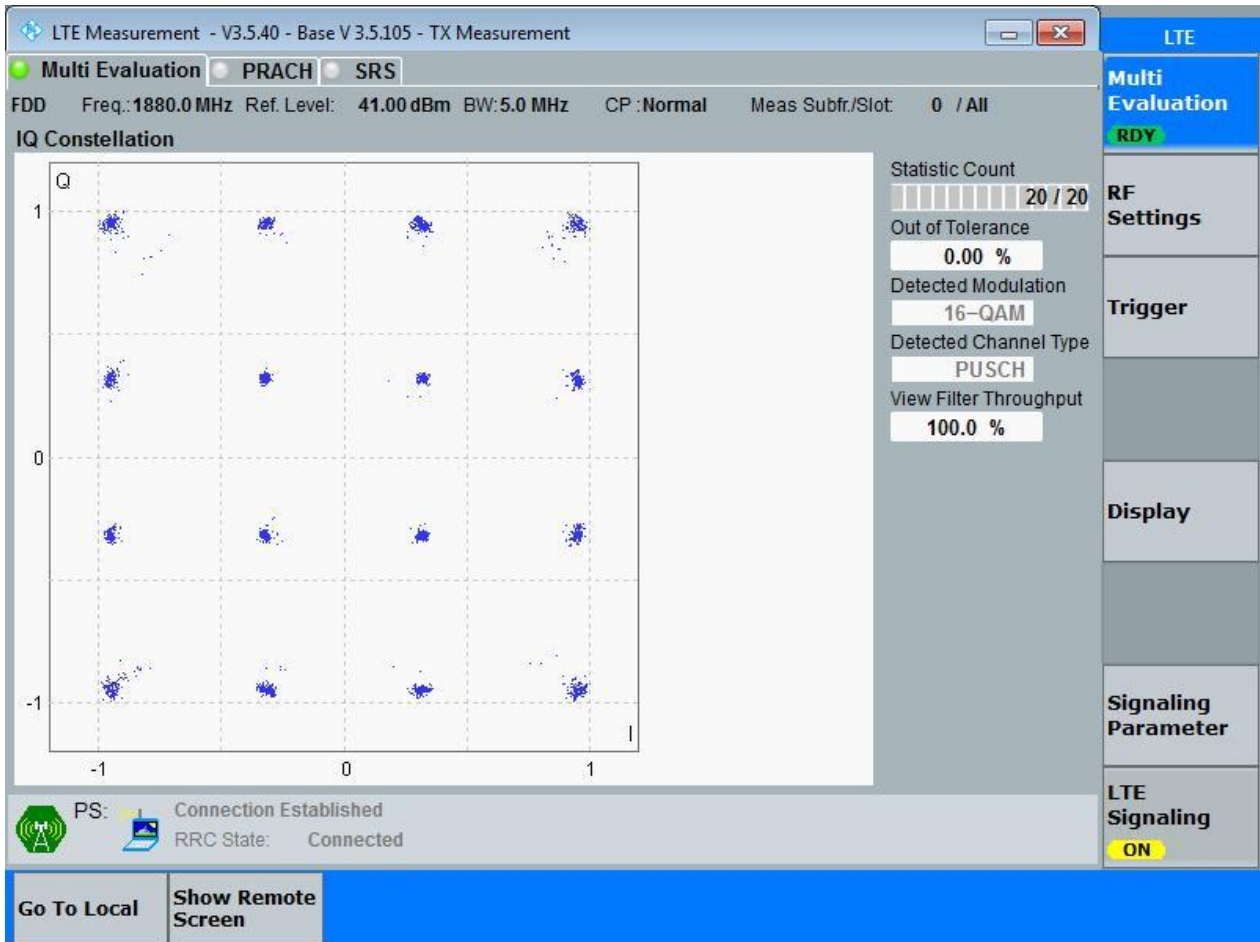 LTE Measurement - V3.5.40 - Base V 3.5.105 - TX Measurement
LTE
Multi Evaluation PRACH SRS
FDD Freq.:1880.0 MHz Ref. Level: 41.00 dBm BW:5.0 MHz CP :Normal Meas Subfr./Slot: 0 / All
IQ Constellation
Q
1
0
-1
I
-1 0 1
Statistic Count
20 / 20
Out of Tolerance
0.00 %
Detected Modulation
16-QAM
Detected Channel Type
PUSCH
View Filter Throughput
100.0 %
Multi
Evaluation
RDY
RF
Settings
Trigger
Display
Signaling
Parameter
LTE
Signaling
ON
PS: Connection Established
RRC State: Connected
Go To Local
Show Remote
Screen